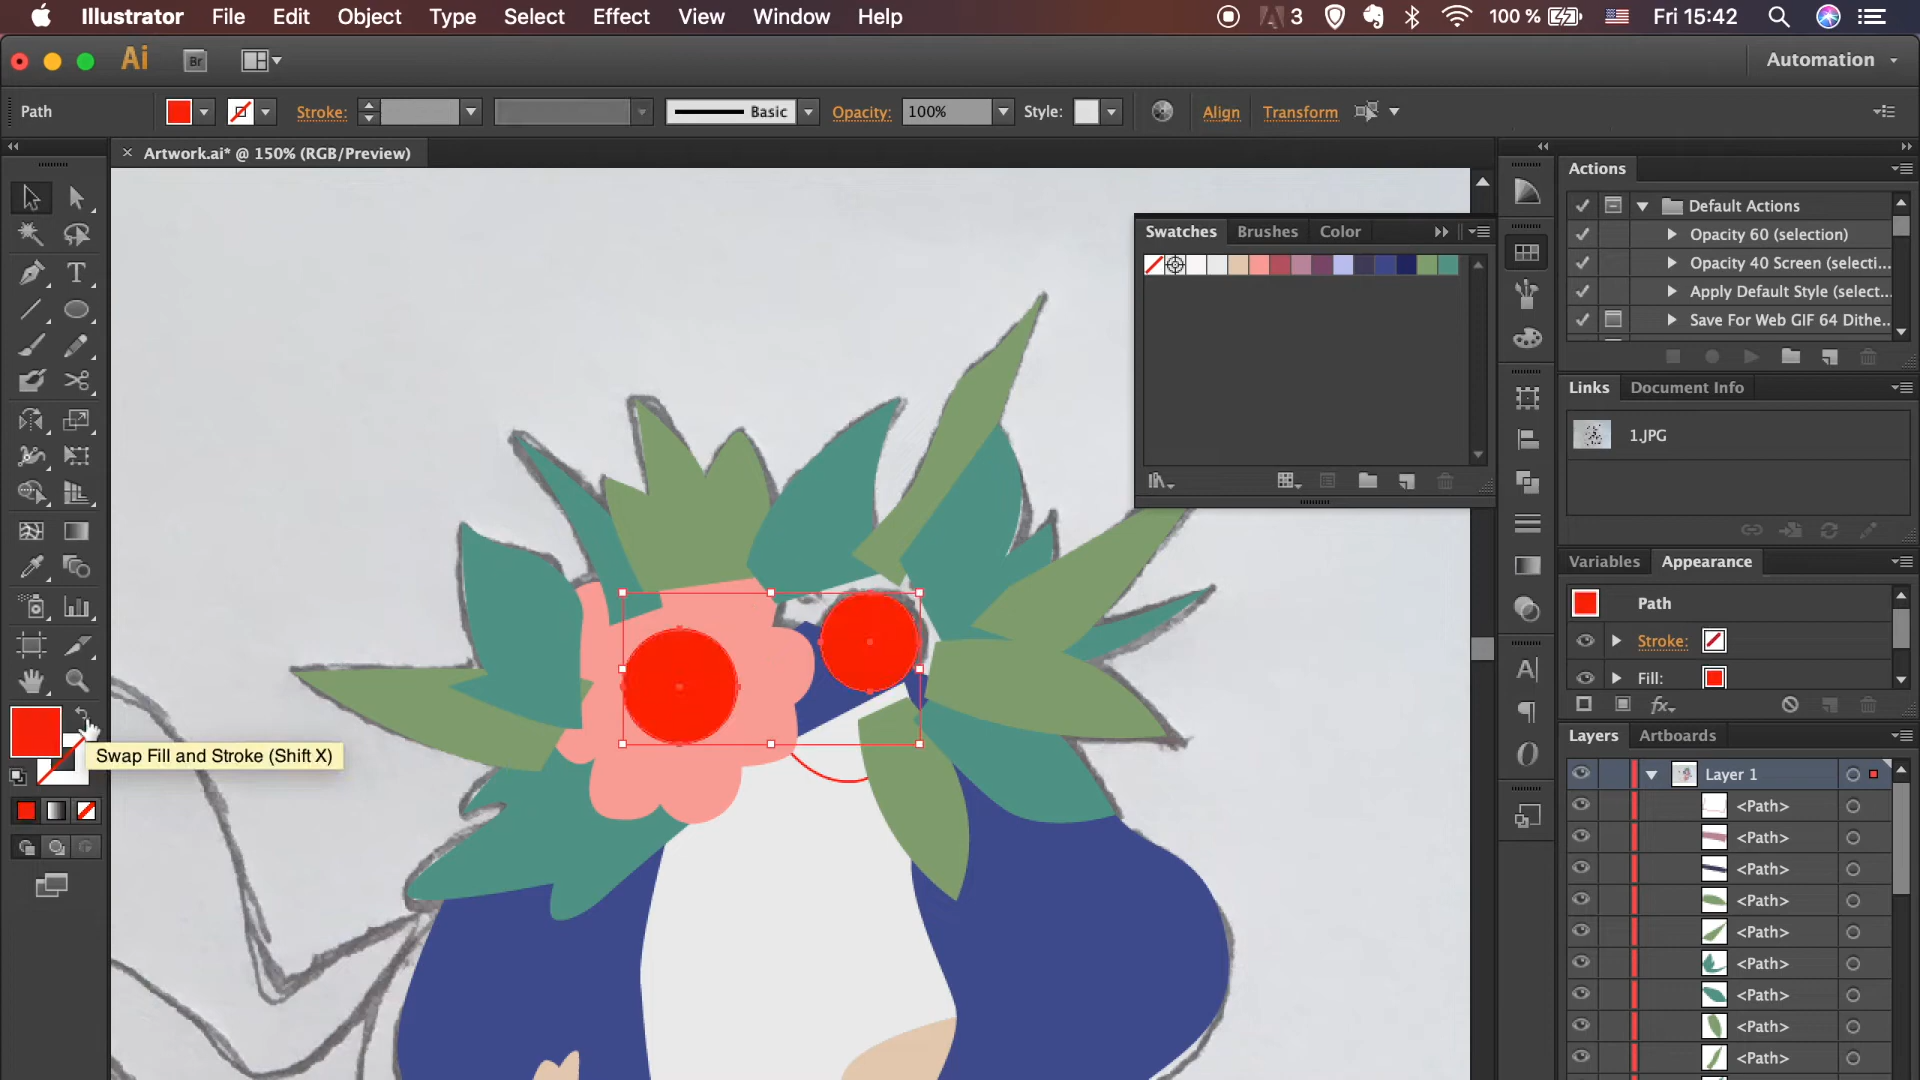 Illustrator File Edit Object Type Select Effect View Window Help 3 100 % Fri 15:42
Ai Br Automation
Path Stroke: Basic Opacity: 100% Style: Align Transform
× Artwork.ai* @ 150% (RGB/Preview)
Swatches Brushes Color
Swap Fill and Stroke (Shift X)
Actions
Default Actions
Opacity 60 (selection)
Opacity 40 Screen (selecti...
Apply Default Style (select...
Save For Web GIF 64 Dithe...
Links Document Info
1.JPG
Variables Appearance
Path
Stroke:
Fill:
fx
Layers Artboards
Layer 1
<Path>
<Path>
<Path>
<Path>
<Path>
<Path>
<Path>
<Path>
<Path>